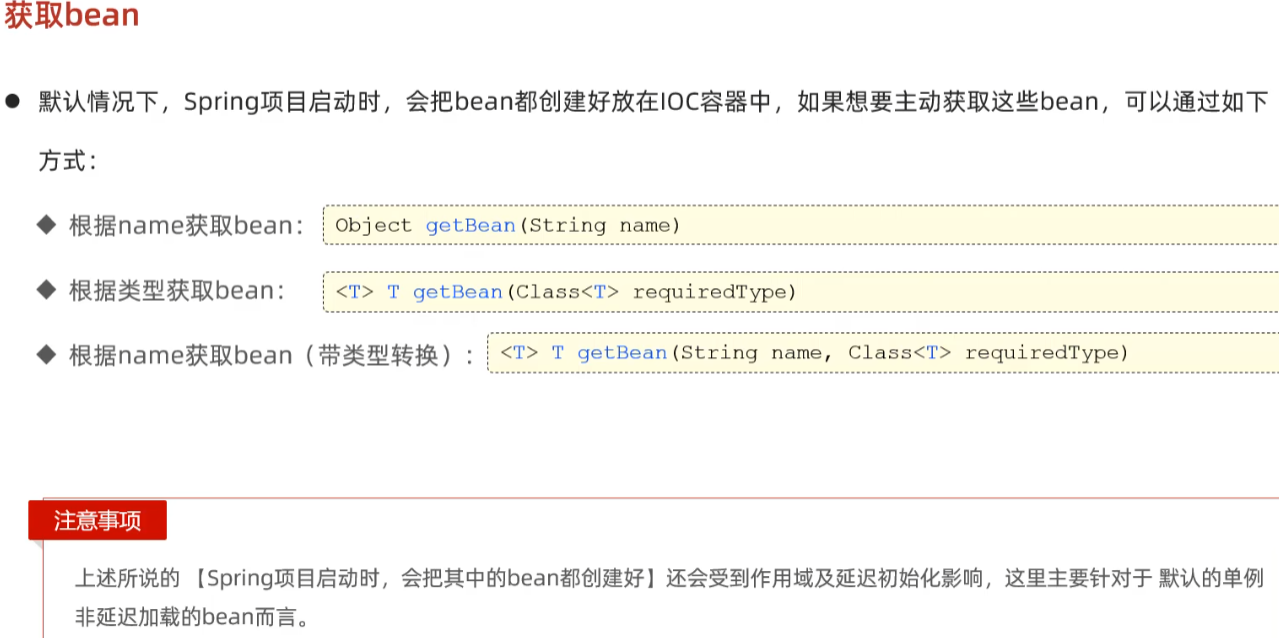 获取bean
● 默认情况下，Spring项目启动时，会把bean都创建好放在IOC容器中，如果想要主动获取这些bean，可以通过如下
方式：
◆ 根据name获取bean： Object getBean(String name)
◆ 根据类型获取bean： <T> T getBean(Class<T> requiredType)
◆ 根据name获取bean（带类型转换）： <T> T getBean(String name, Class<T> requiredType)
注意事项
上述所说的 【Spring项目启动时，会把其中的bean都创建好】还会受到作用域及延迟初始化影响，这里主要针对于 默认的单例
非延迟加载的bean而言。